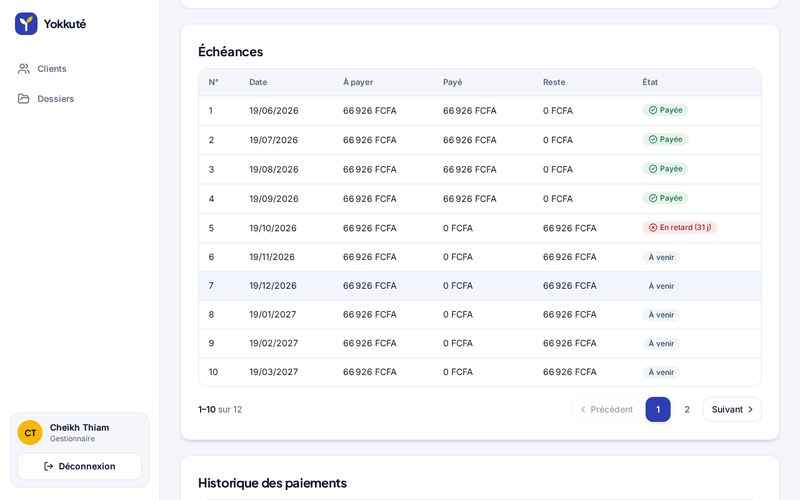 Yokkuté
Clients
Dossiers
Cheikh Thiam
CT
Gestionnaire
Déconnexion
Échéances
N° Date À payer Payé Reste État
1 19/06/2026 66 926 FCFA 66 926 FCFA 0 FCFA Payée
2 19/07/2026 66 926 FCFA 66 926 FCFA 0 FCFA Payée
3 19/08/2026 66 926 FCFA 66 926 FCFA 0 FCFA Payée
4 19/09/2026 66 926 FCFA 66 926 FCFA 0 FCFA Payée
5 19/10/2026 66 926 FCFA 0 FCFA 66 926 FCFA En retard (31 j)
6 19/11/2026 66 926 FCFA 0 FCFA 66 926 FCFA À venir
7 19/12/2026 66 926 FCFA 0 FCFA 66 926 FCFA À venir
8 19/01/2027 66 926 FCFA 0 FCFA 66 926 FCFA À venir
9 19/02/2027 66 926 FCFA 0 FCFA 66 926 FCFA À venir
10 19/03/2027 66 926 FCFA 0 FCFA 66 926 FCFA À venir
1–10 sur 12 Précédent 1 2 Suivant
Historique des paiements